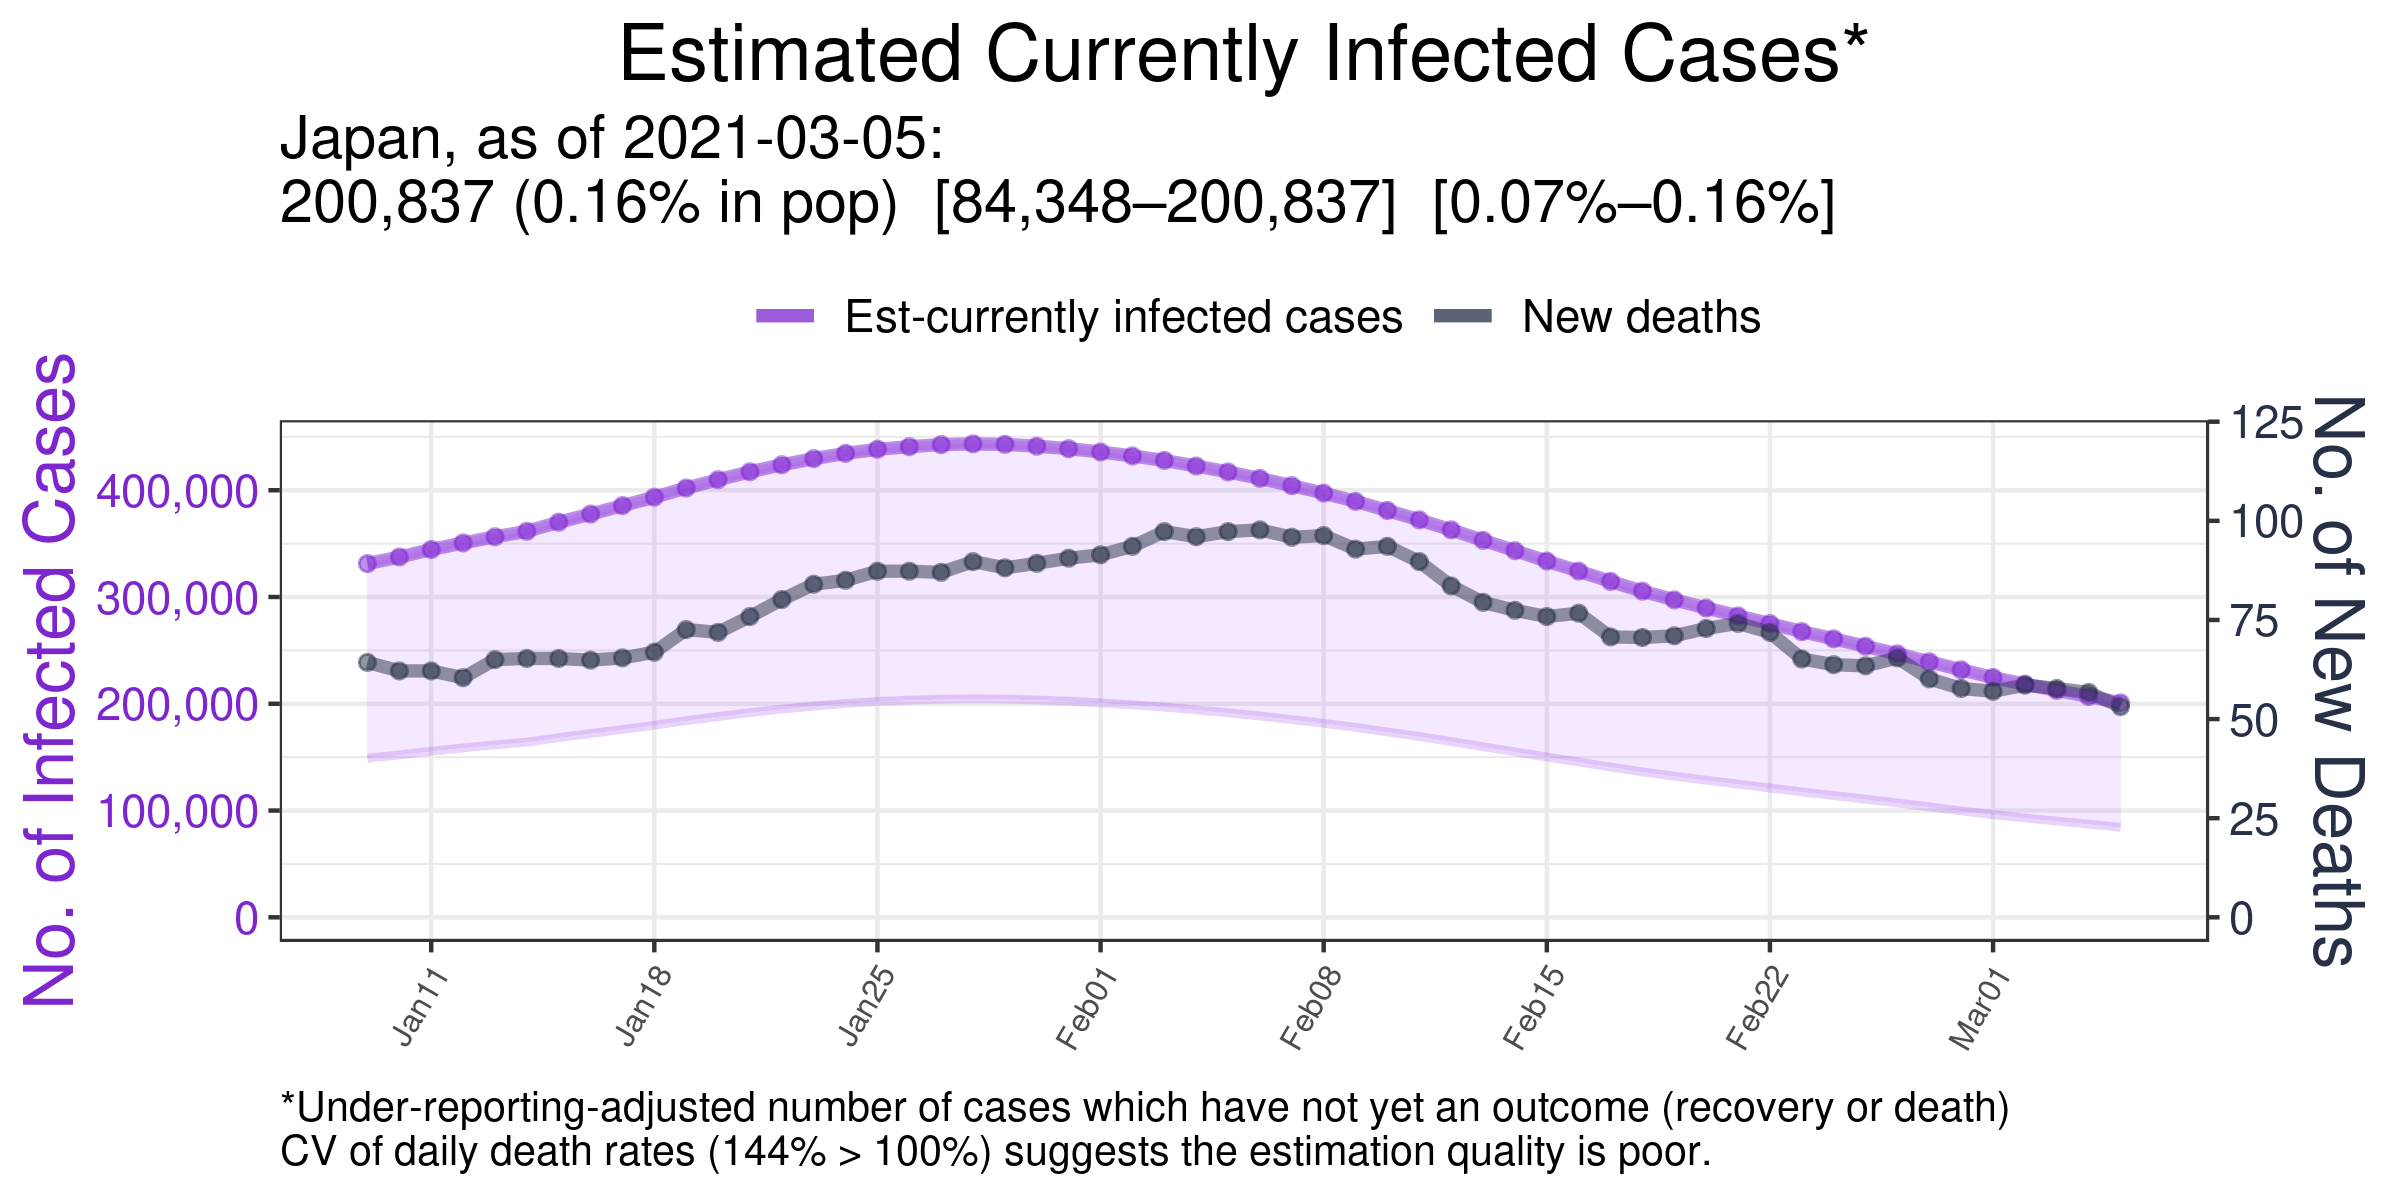 Estimated Currently Infected Cases*
Japan, as of 2021-03-05:
200,837 (0.16% in pop)  [84,348–200,837]  [0.07%–0.16%]
Est-currently infected cases
New deaths
No. of Infected Cases
400,000
300,000
200,000
100,000
0
125
100
75
50
25
0
No. of New Deaths
Jan11
Jan18
Jan25
Feb01
Feb08
Feb15
Feb22
Mar01
*Under-reporting-adjusted number of cases which have not yet an outcome (recovery or death)
CV of daily death rates (144% > 100%) suggests the estimation quality is poor.